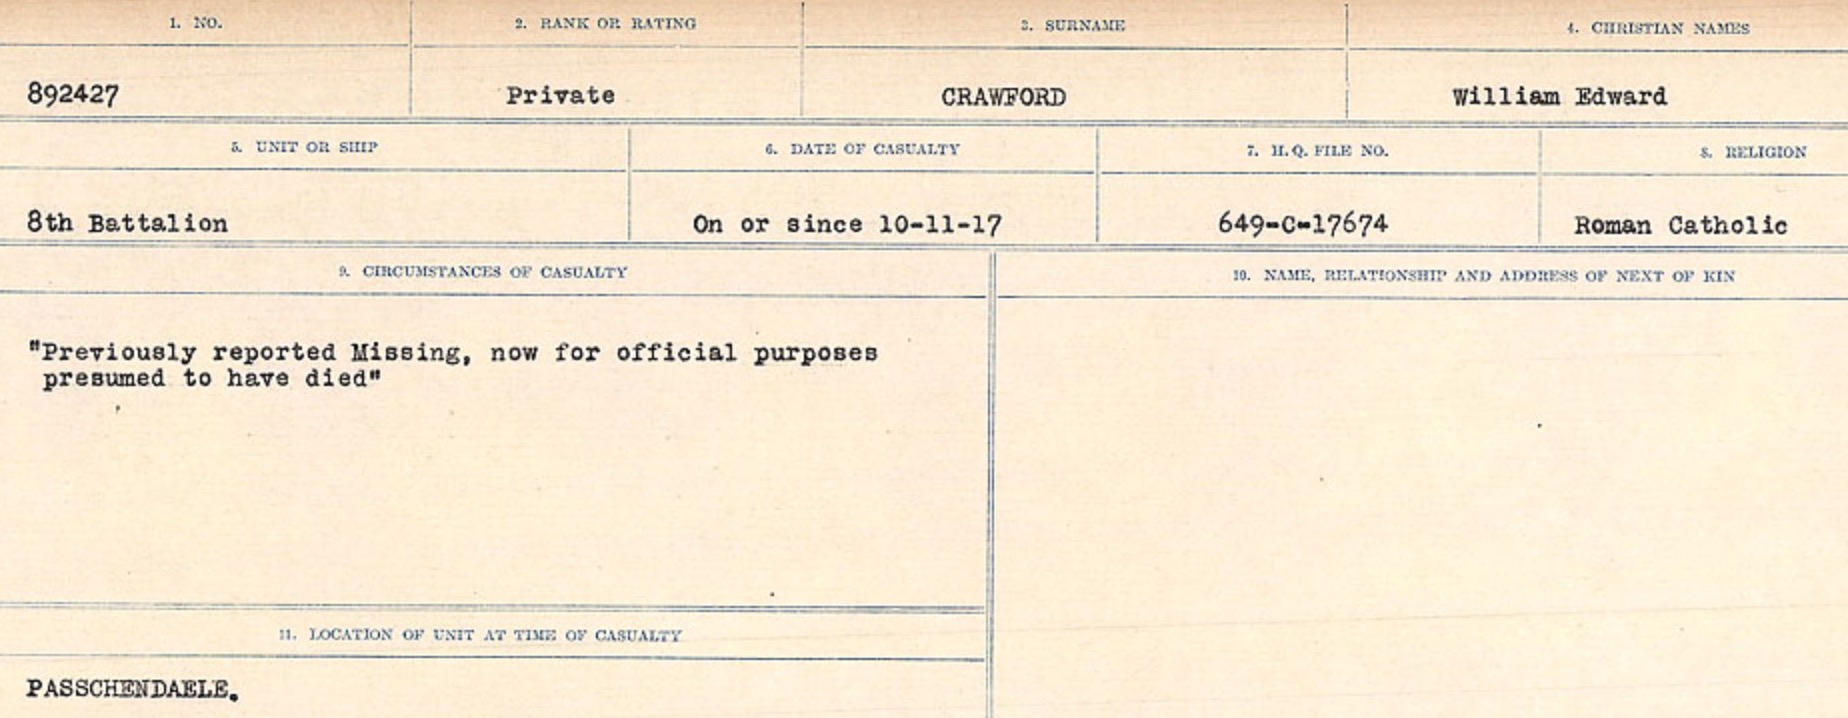 1. NO.
2. RANK OR RATING
3. SURNAME
4. CHRISTIAN NAMES
892427
Private
CRAWFORD
William Edward
5. UNIT OR SHIP
6. DATE OF CASUALTY
7. H.Q. FILE NO.
8. RELIGION
8th Battalion
On or since 10-11-17
649-C-17674
Roman Catholic
9. CIRCUMSTANCES OF CASUALTY
10. NAME, RELATIONSHIP AND ADDRESS OF NEXT OF KIN
"Previously reported Missing, now for official purposes
presumed to have died"
11. LOCATION OF UNIT AT TIME OF CASUALTY
PASSCHENDAELE.